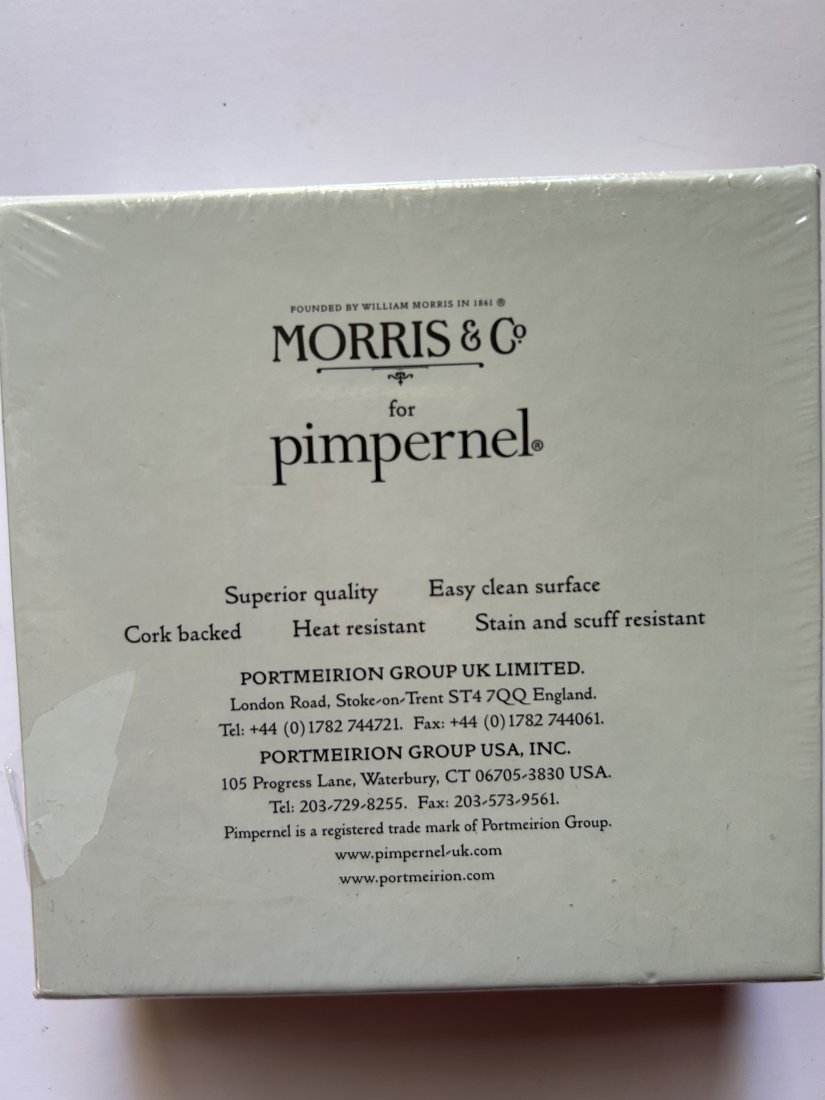 FOUNDED BY WILLIAM MORRIS IN 1861 ®
MORRIS & Co.
for
pimpernel®
Superior quality Easy clean surface
Cork backed Heat resistant Stain and scuff resistant
PORTMEIRION GROUP UK LIMITED.
London Road, Stoke-on-Trent ST4 7QQ England.
Tel: +44 (0)1782 744721. Fax: +44 (0)1782 744061.
PORTMEIRION GROUP USA, INC.
105 Progress Lane, Waterbury, CT 06705-3830 USA.
Tel: 203-729-8255. Fax: 203-573-9561.
Pimpernel is a registered trade mark of Portmeirion Group.
www.pimpernel-uk.com
www.portmeirion.com